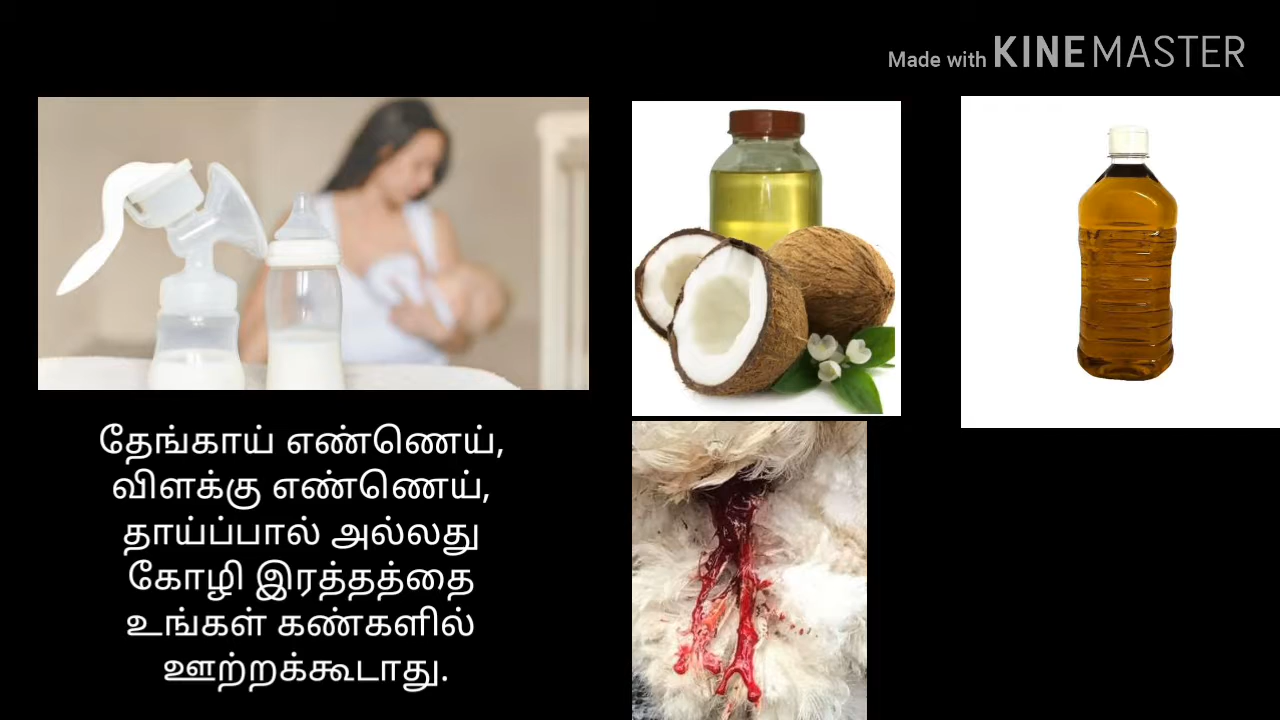 Made with KINEMASTER
தேங்காய் எண்ணெய்,
விளக்கு எண்ணெய்,
தாய்ப்பால் அல்லது
கோழி இரத்தத்தை
உங்கள் கண்களில்
ஊற்றக்கூடாது.